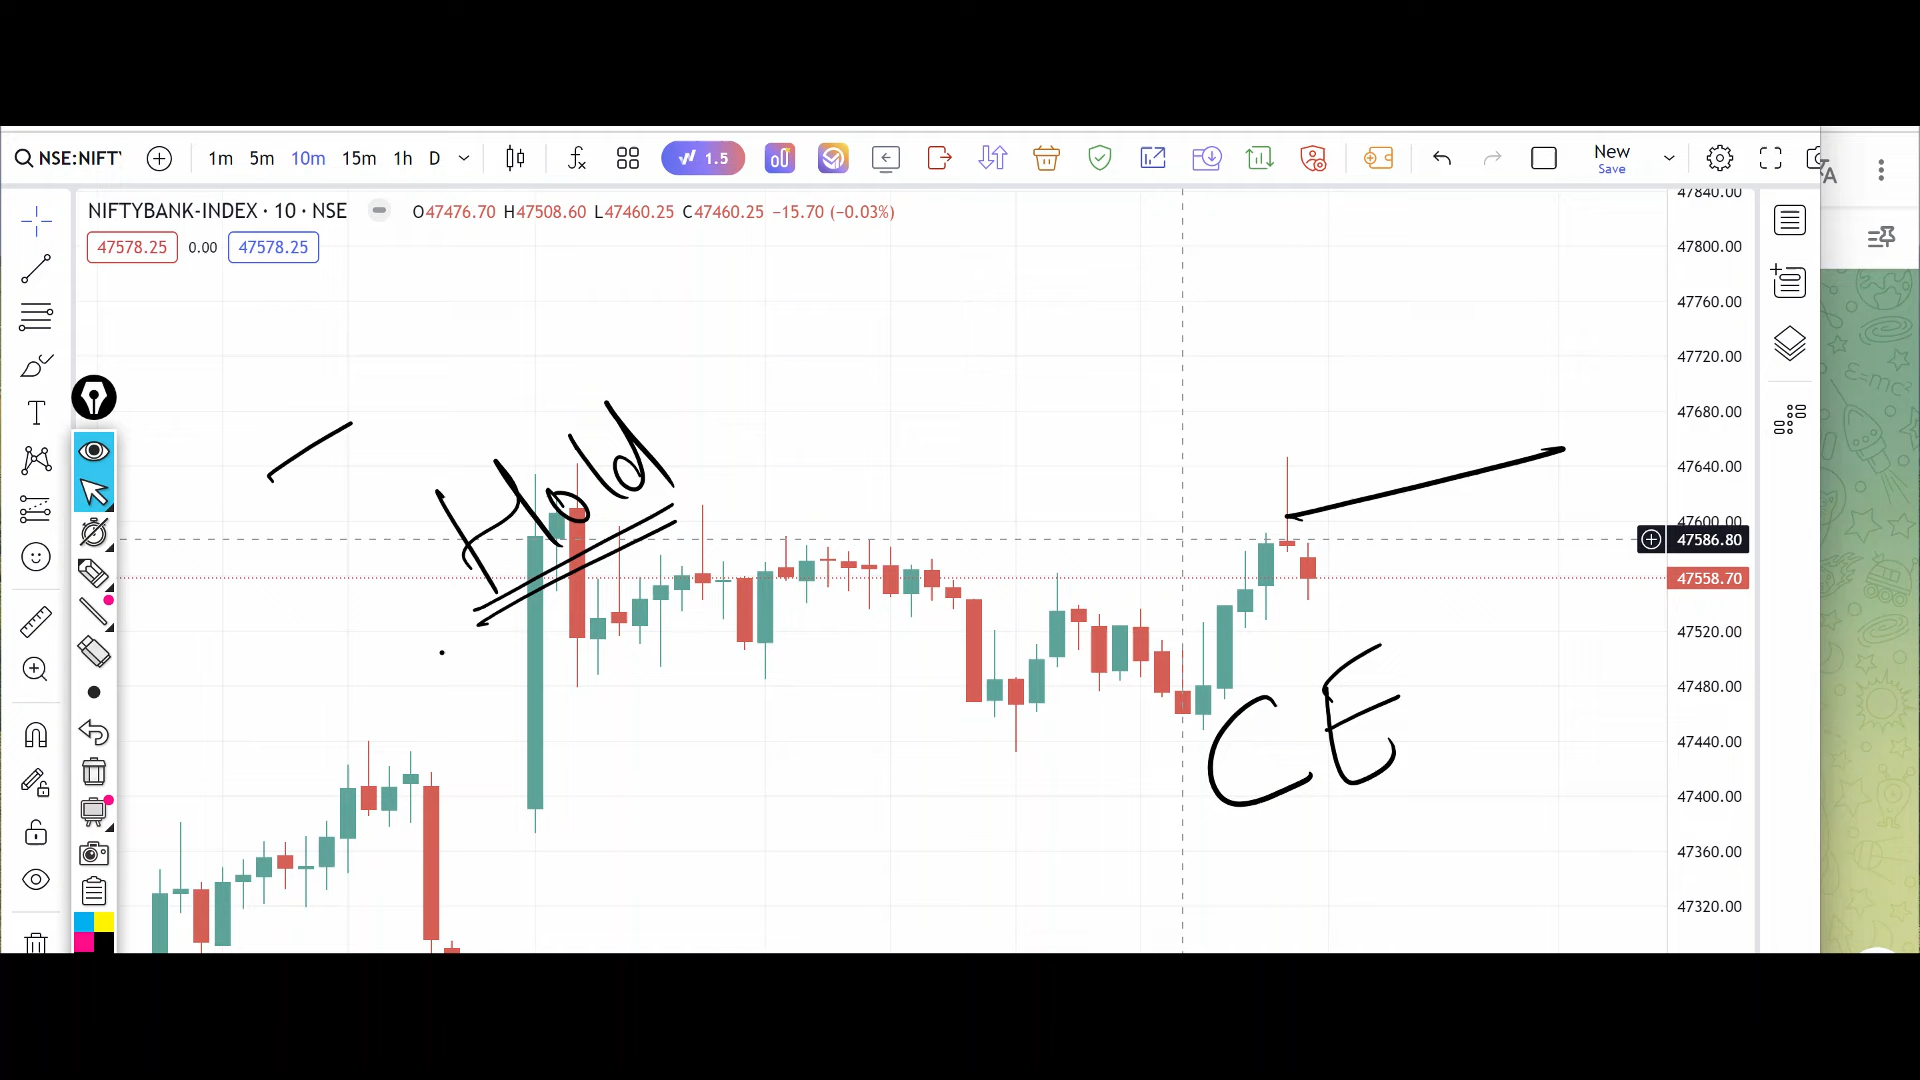 NSE:NIFTY
1m 5m 10m 15m 1h D
1.5
New
Save
NIFTYBANK-INDEX · 10 · NSE
O47476.70 H47508.60 L47460.25 C47460.25 −15.70 (−0.03%)
47578.25 0.00 47578.25
47840.00
47800.00
47760.00
47720.00
47680.00
47640.00
47600.00
47586.80
47558.70
47520.00
47480.00
47440.00
47400.00
47360.00
47320.00
Hold
CE